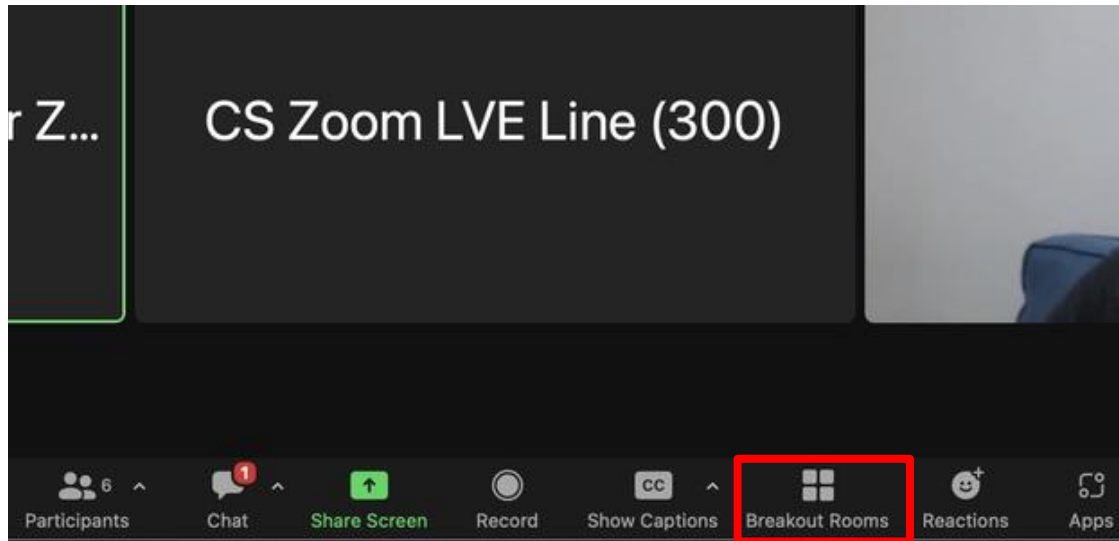 r Z...
CS Zoom LVE Line (300)
6
1
CC
Participants
Chat
Share Screen
Record
Show Captions
Breakout Rooms
Reactions
Apps